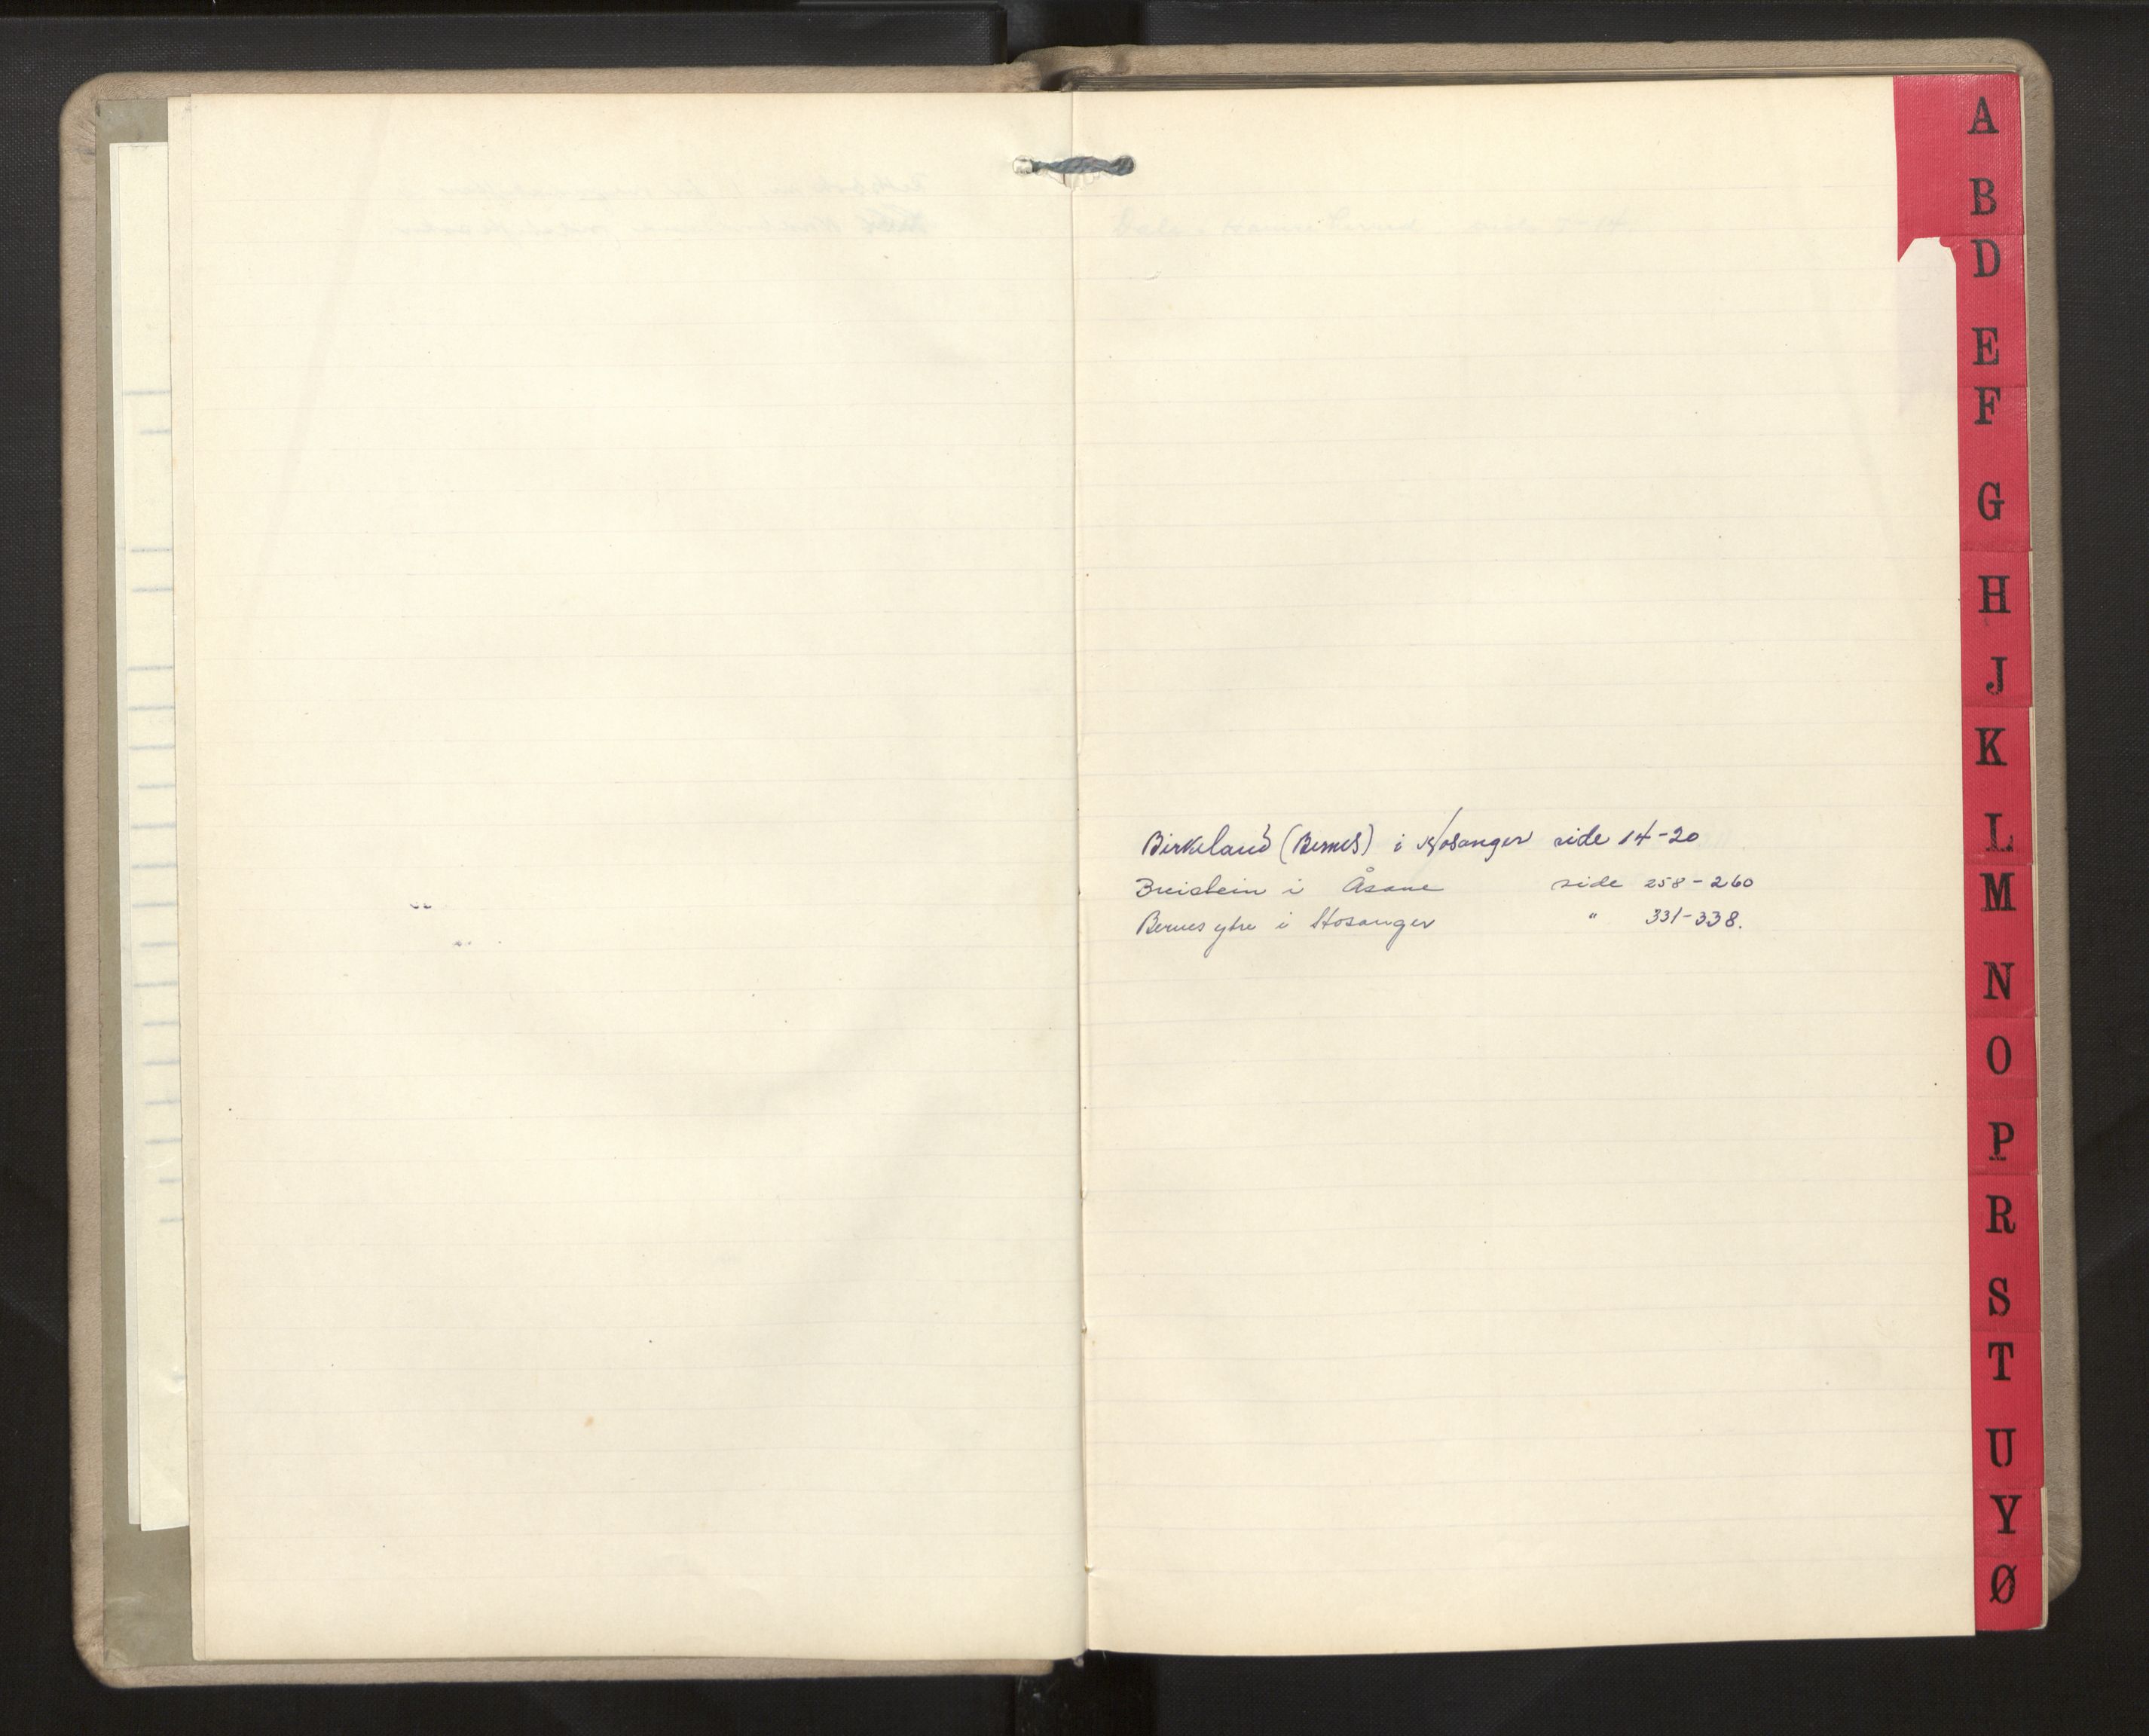 Birkeland (Bernes) i Hosanger side 14-20
Breistein i Åsane side 258-260
Bernes ytre i Hosanger " 331-338.
A
B
D
E
F
G
H
J
K
L
M
N
O
P
R
S
T
U
Y
Ø